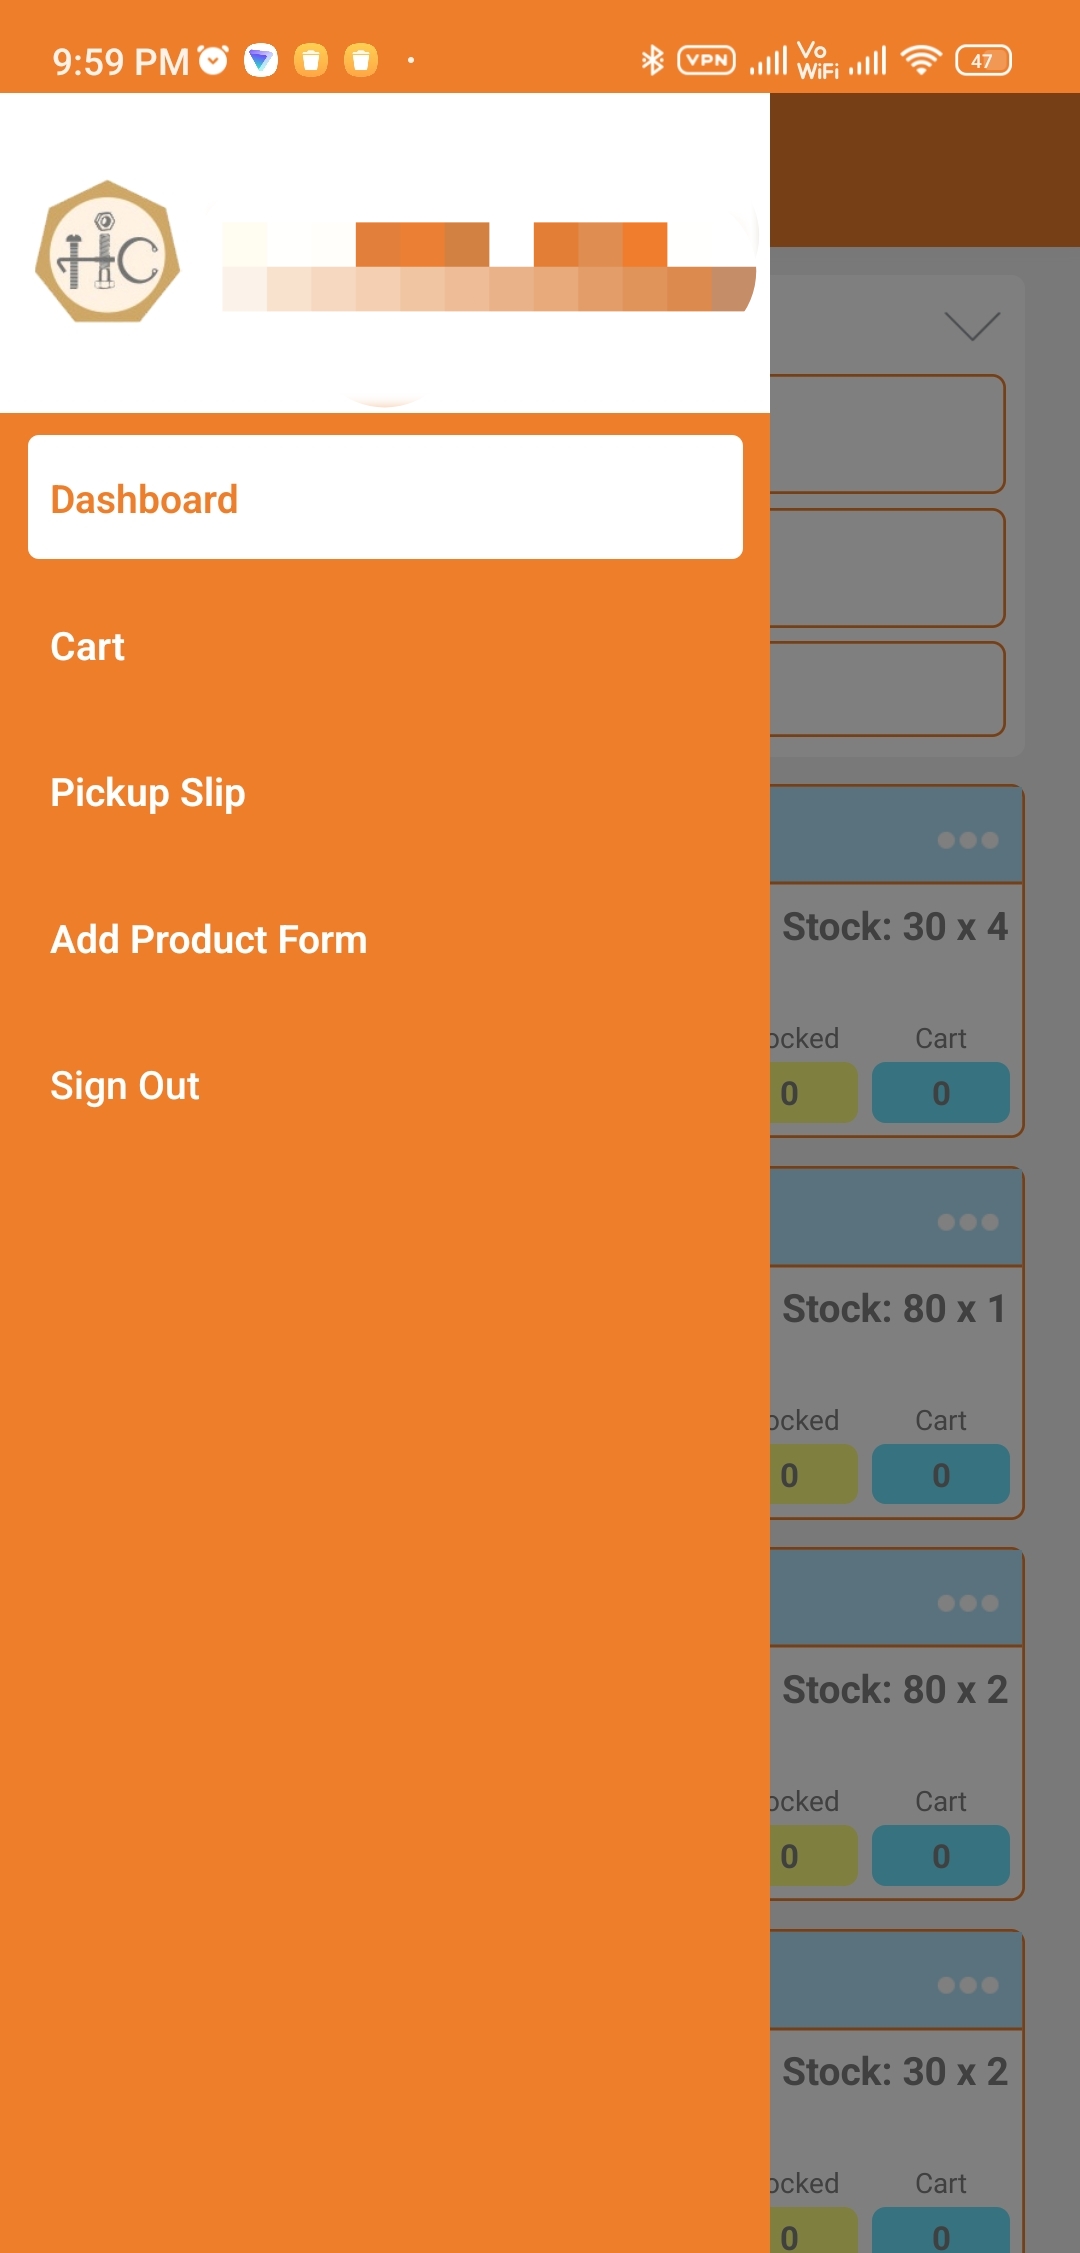 9:59 PM
VPN
Vo
WiFi
47
HC
Dashboard
Cart
Pickup Slip
Add Product Form
Sign Out
Stock: 30 x 4
ocked Cart
0 0
Stock: 80 x 1
ocked Cart
0 0
Stock: 80 x 2
ocked Cart
0 0
Stock: 30 x 2
ocked Cart
0 0